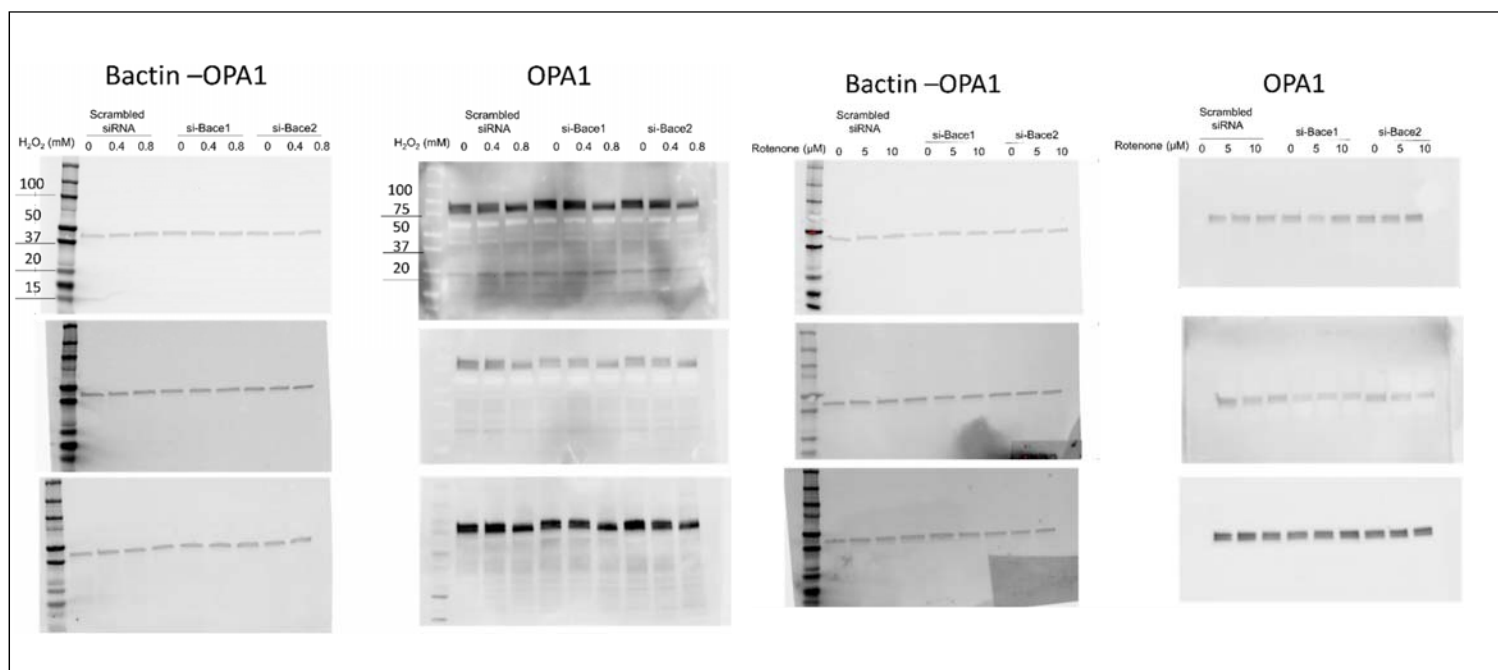 Bactin –OPA1
Scrambled
siRNA
si-Bace1
si-Bace2
H₂O₂ (mM)
0 0.4 0.8 0 0.4 0.8 0 0.4 0.8
100
50
37
20
15
OPA1
Scrambled
siRNA
si-Bace1
si-Bace2
H₂O₂ (mM)
0 0.4 0.8 0 0.4 0.8 0 0.4 0.8
100
75
50
37
20
Bactin –OPA1
Scrambled
siRNA
si-Bace1
si-Bace2
Rotenone (µM)
0 5 10 0 5 10 0 5 10
OPA1
Scrambled
siRNA
si-Bace1
si-Bace2
Rotenone (µM)
0 5 10 0 5 10 0 5 10